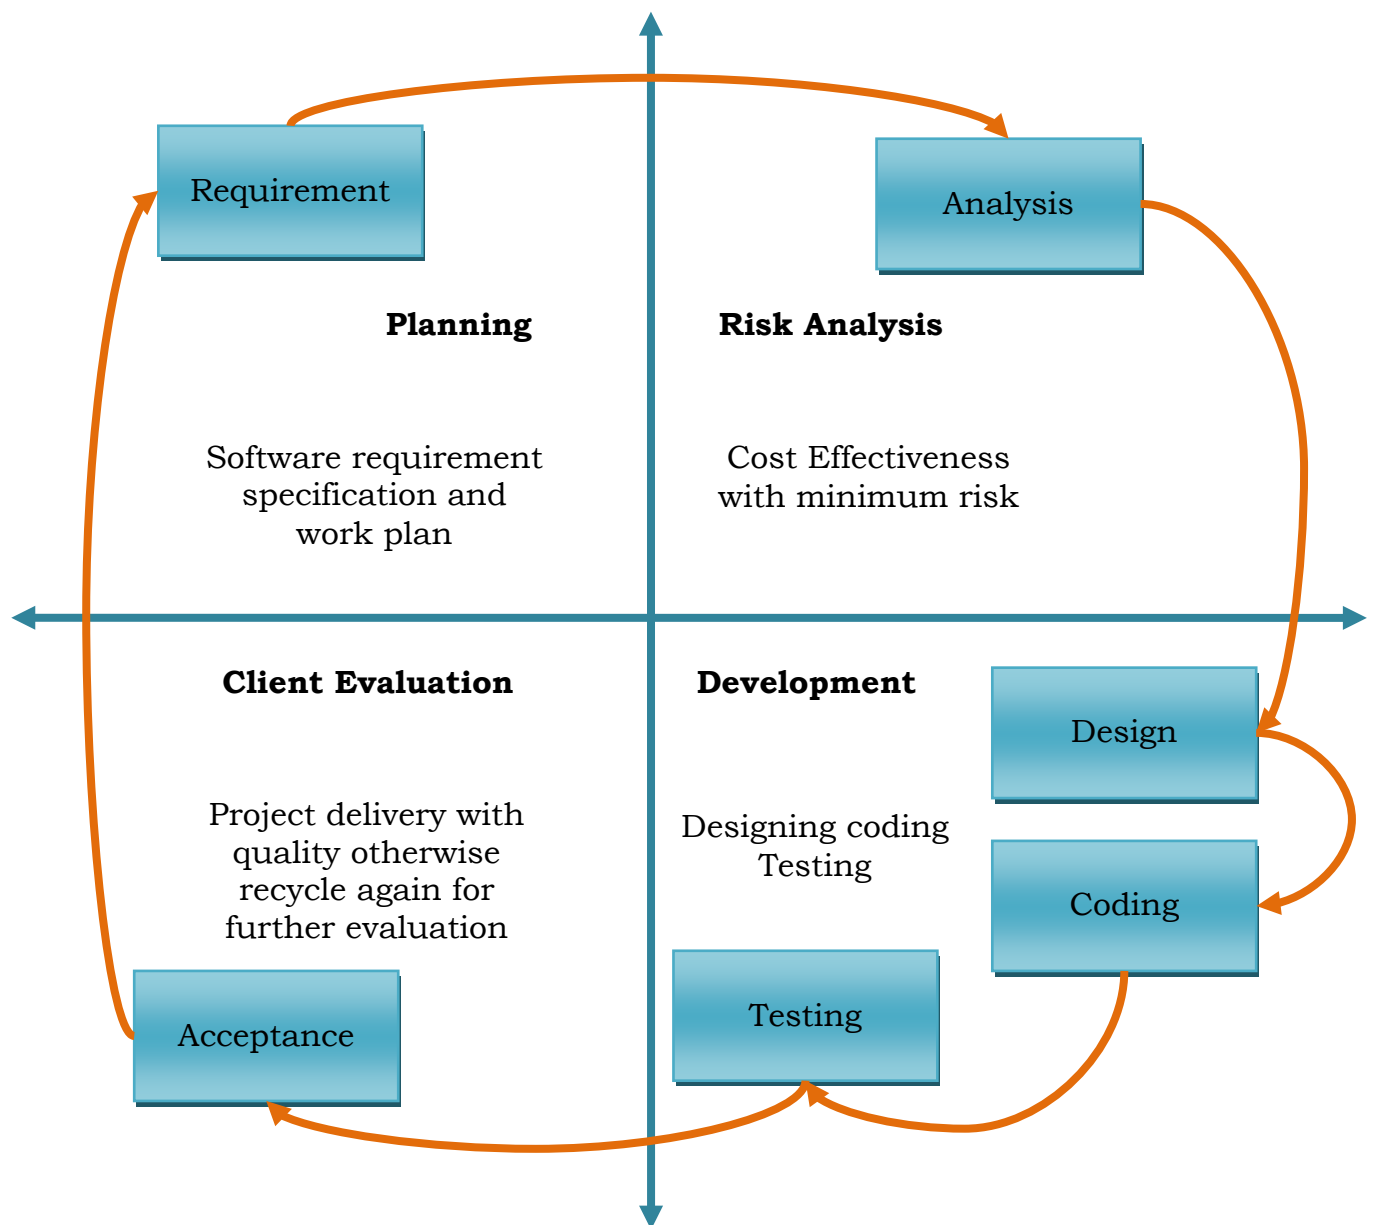 Requirement
Analysis
Planning
Risk Analysis
Software requirement
specification and
work plan
Cost Effectiveness
with minimum risk
Client Evaluation
Development
Design
Project delivery with
quality otherwise
recycle again for
further evaluation
Designing coding
Testing
Coding
Testing
Acceptance